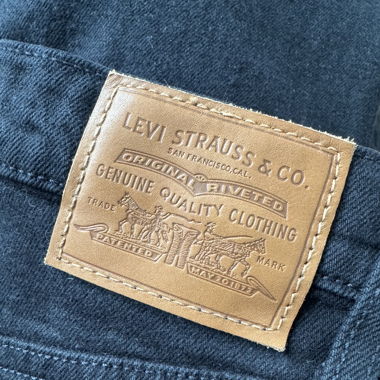 LEVI STRAUSS & CO.
SAN FRANCISCO, CAL.
ORIGINAL RIVETED
GENUINE QUALITY CLOTHING
TRADE MARK
PATENTED MAY 20 1873